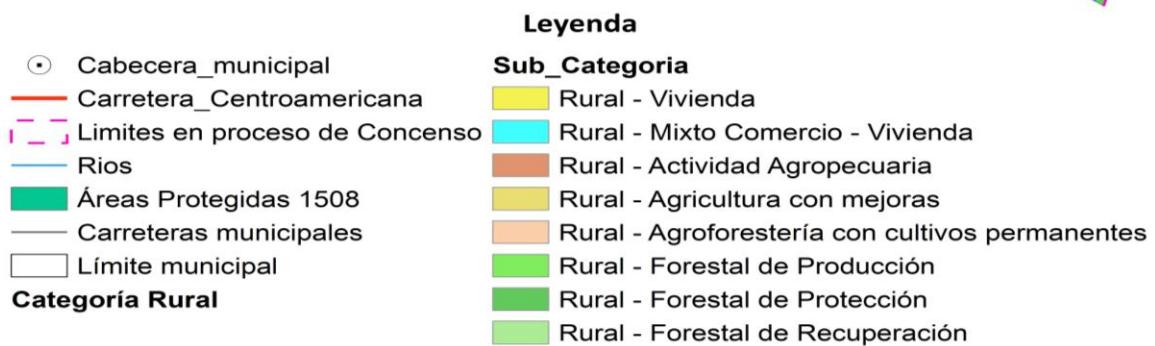 Leyenda
Cabecera_municipal
Carretera_Centroamericana
Limites en proceso de Concenso
Rios
Áreas Protegidas 1508
Carreteras municipales
Límite municipal
Categoría Rural
Sub_Categoria
Rural - Vivienda
Rural - Mixto Comercio - Vivienda
Rural - Actividad Agropecuaria
Rural - Agricultura con mejoras
Rural - Agroforestería con cultivos permanentes
Rural - Forestal de Producción
Rural - Forestal de Protección
Rural - Forestal de Recuperación